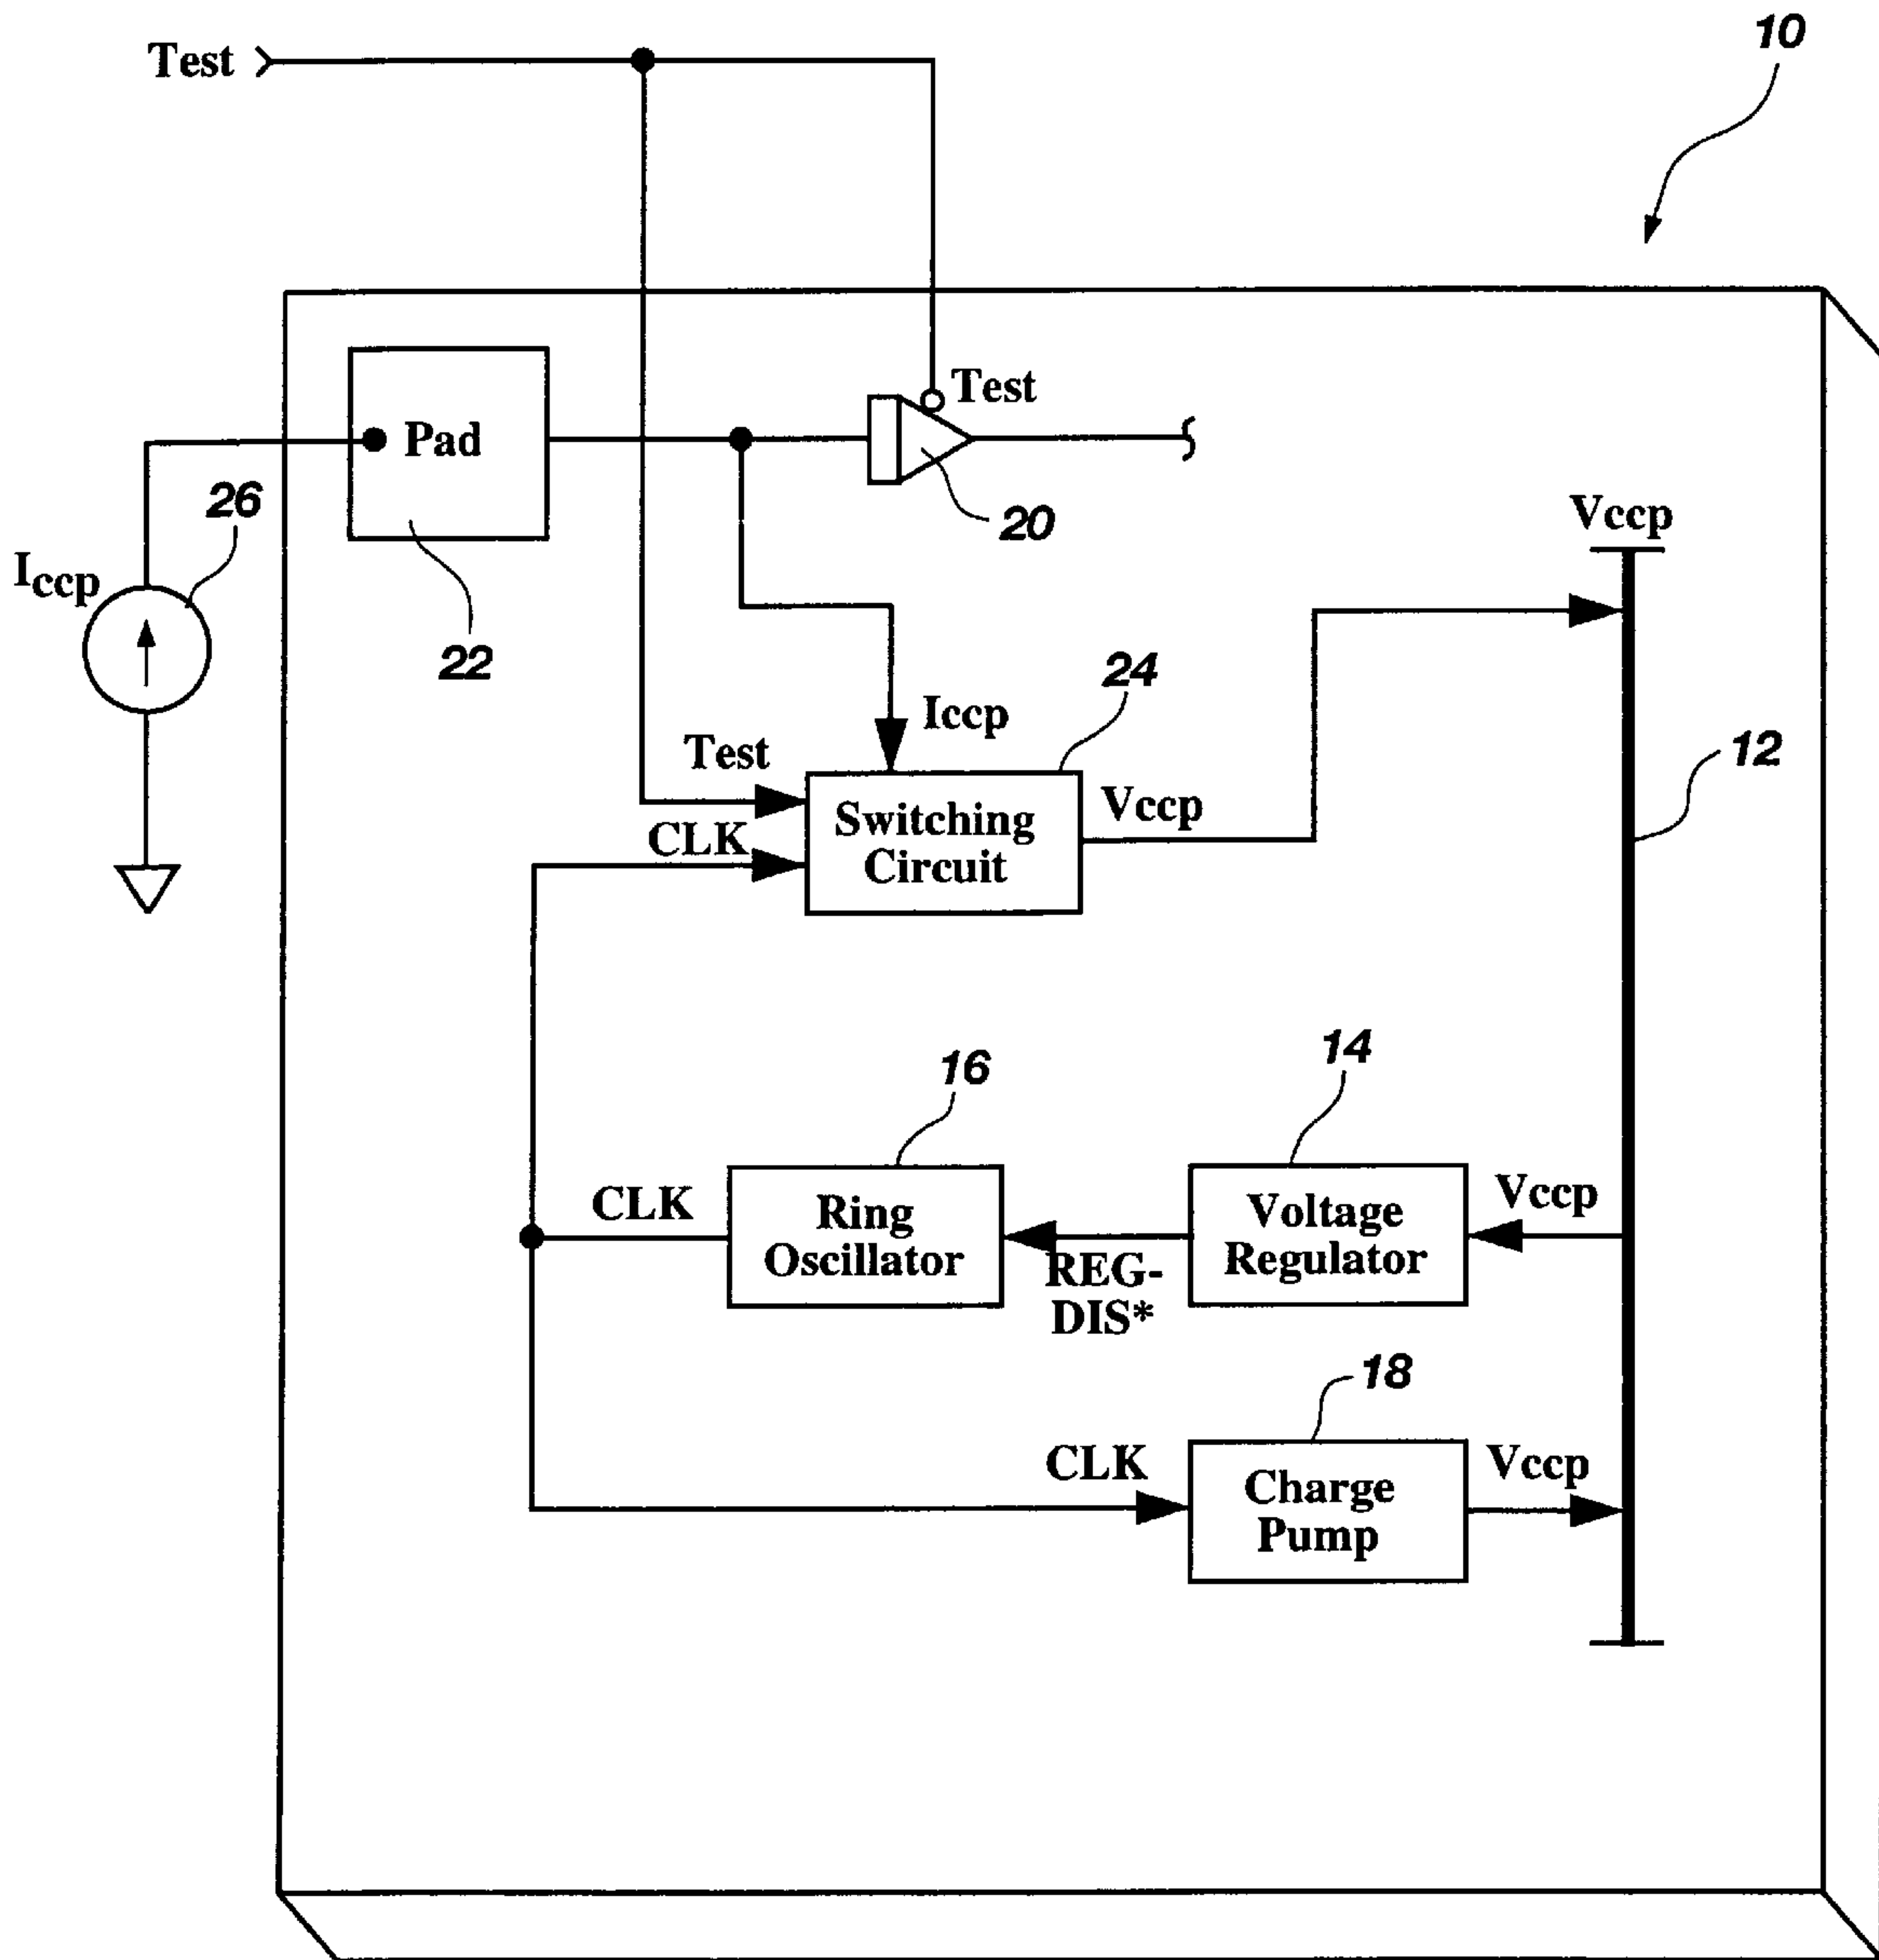 10
Test
Test
Pad
26
20
Vccp
Iccp
22
24
Iccp
Test
12
Vccp
Switching
Circuit
CLK
14
16
CLK
Ring
Oscillator
Voltage
Regulator
Vccp
REG-
DIS*
18
CLK
Charge
Pump
Vccp